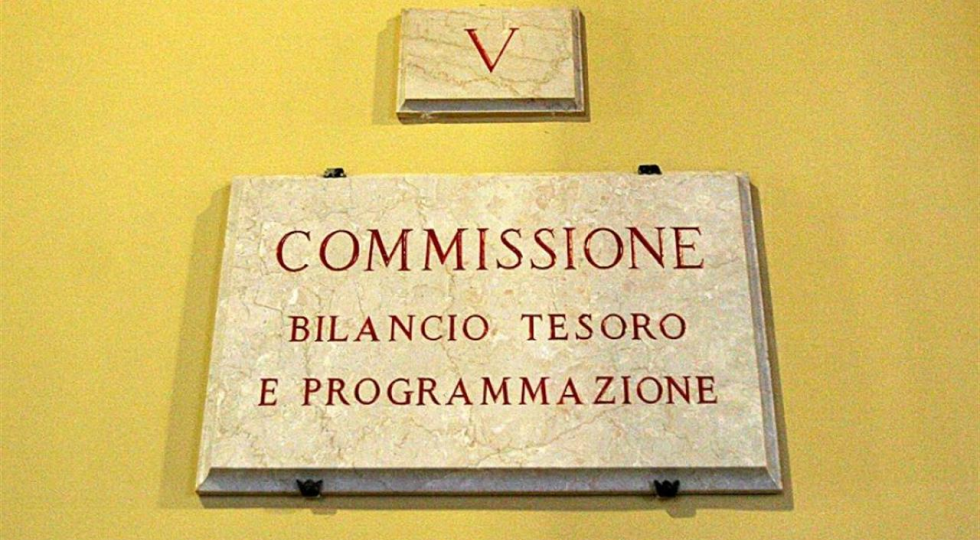 V
COMMISSIONE
BILANCIO TESORO
E PROGRAMMAZIONE